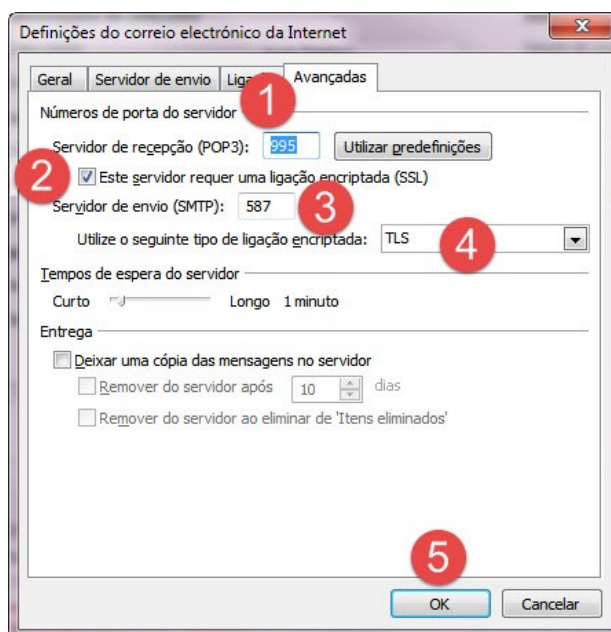 Definições do correio electrónico da Internet
Geral Servidor de envio Avançadas
1
Números de porta do servidor
Servidor de recepção (POP3): 995 Utilizar predefinições
2 Este servidor requer uma ligação encriptada (SSL)
Servidor de envio (SMTP): 587 3
Utilize o seguinte tipo de ligação encriptada: TLS 4
Tempos de espera do servidor
Curto Longo 1 minuto
Entrega
Deixar uma cópia das mensagens no servidor
Remover do servidor após 10 dias
Remover do servidor ao eliminar de 'Itens eliminados'
5
OK Cancelar